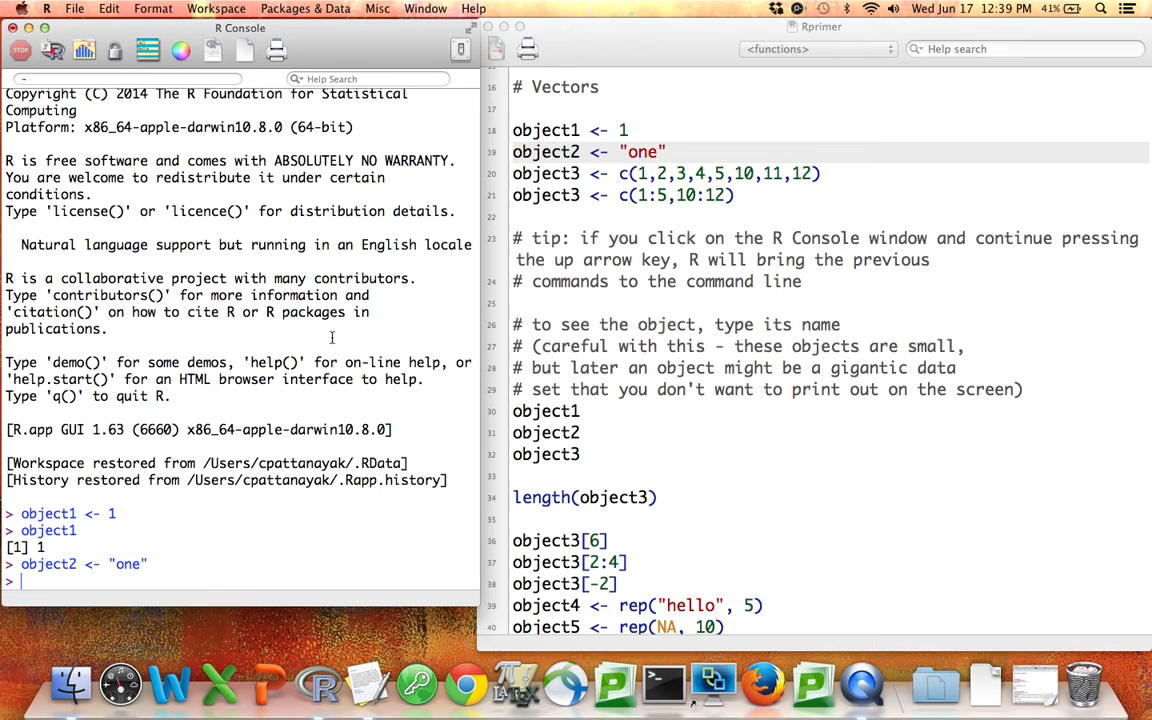 R File Edit Format Workspace Packages & Data Misc Window Help
Wed Jun 17 12:39 PM 41%
R Console
STOP
~
Help Search
Copyright (C) 2014 The R Foundation for Statistical
Computing
Platform: x86_64-apple-darwin10.8.0 (64-bit)
R is free software and comes with ABSOLUTELY NO WARRANTY.
You are welcome to redistribute it under certain
conditions.
Type 'license()' or 'licence()' for distribution details.
Natural language support but running in an English locale
R is a collaborative project with many contributors.
Type 'contributors()' for more information and
'citation()' on how to cite R or R packages in
publications.
Type 'demo()' for some demos, 'help()' for on-line help, or
'help.start()' for an HTML browser interface to help.
Type 'q()' to quit R.
[R.app GUI 1.63 (6660) x86_64-apple-darwin10.8.0]
[Workspace restored from /Users/cpattanayak/.RData]
[History restored from /Users/cpattanayak/.Rapp.history]
> object1 <- 1
> object1
[1] 1
> object2 <- "one"
>
Rprimer
<functions>
Help search
16 # Vectors
17
18 object1 <- 1
19 object2 <- "one"
20 object3 <- c(1,2,3,4,5,10,11,12)
21 object3 <- c(1:5,10:12)
22
23 # tip: if you click on the R Console window and continue pressing
the up arrow key, R will bring the previous
24 # commands to the command line
25
26 # to see the object, type its name
27 # (careful with this - these objects are small,
28 # but later an object might be a gigantic data
29 # set that you don't want to print out on the screen)
30 object1
31 object2
32 object3
33
34 length(object3)
35
36 object3[6]
37 object3[2:4]
38 object3[-2]
39 object4 <- rep("hello", 5)
40 object5 <- rep(NA, 10)